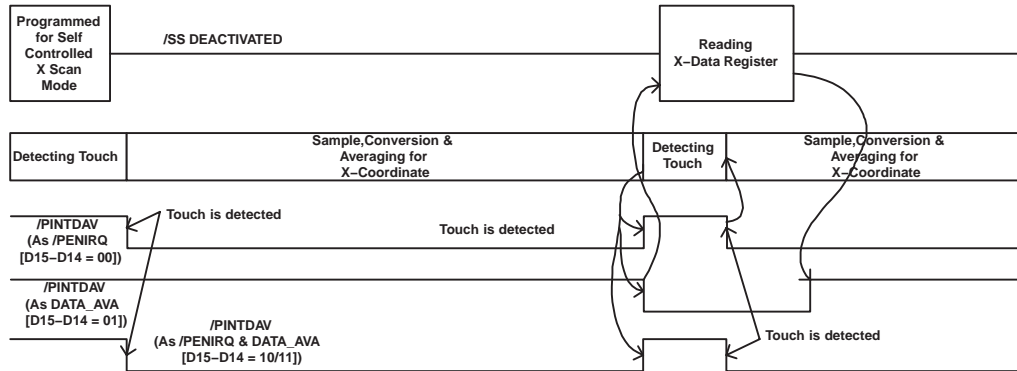 Programmed
for Self
Controlled
X Scan
Mode
/SS DEACTIVATED
Reading
X–Data Register
Detecting Touch
Sample,Conversion &
Averaging for
X–Coordinate
Detecting
Touch
Sample,Conversion &
Averaging for
X–Coordinate
/PINTDAV
(As /PENIRQ
[D15–D14 = 00])
Touch is detected
Touch is detected
/PINTDAV
(As DATA_AVA
[D15–D14 = 01])
/PINTDAV
(As /PENIRQ & DATA_AVA
[D15–D14 = 10/11])
Touch is detected